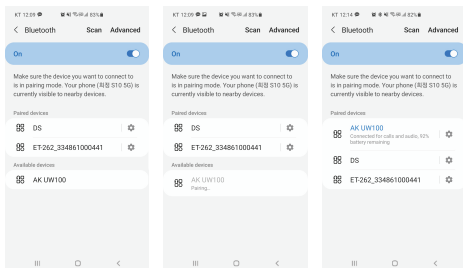 KT 12:09
83%
Bluetooth Scan Advanced
On
Make sure the device you want to connect to
is in pairing mode. Your phone (희정 S10 5G) is
currently visible to nearby devices.
Paired devices
DS
ET-262_334861000441
Available devices
AK UW100
KT 12:09
83%
Bluetooth Scan Advanced
On
Make sure the device you want to connect to
is in pairing mode. Your phone (희정 S10 5G) is
currently visible to nearby devices.
Paired devices
DS
ET-262_334861000441
Available devices
AK UW100
Pairing...
KT 12:14
82%
Bluetooth Scan Advanced
On
Make sure the device you want to connect to
is in pairing mode. Your phone (희정 S10 5G) is
currently visible to nearby devices.
Paired devices
AK UW100
Connected for calls and audio, 92%
battery remaining
DS
ET-262_334861000441